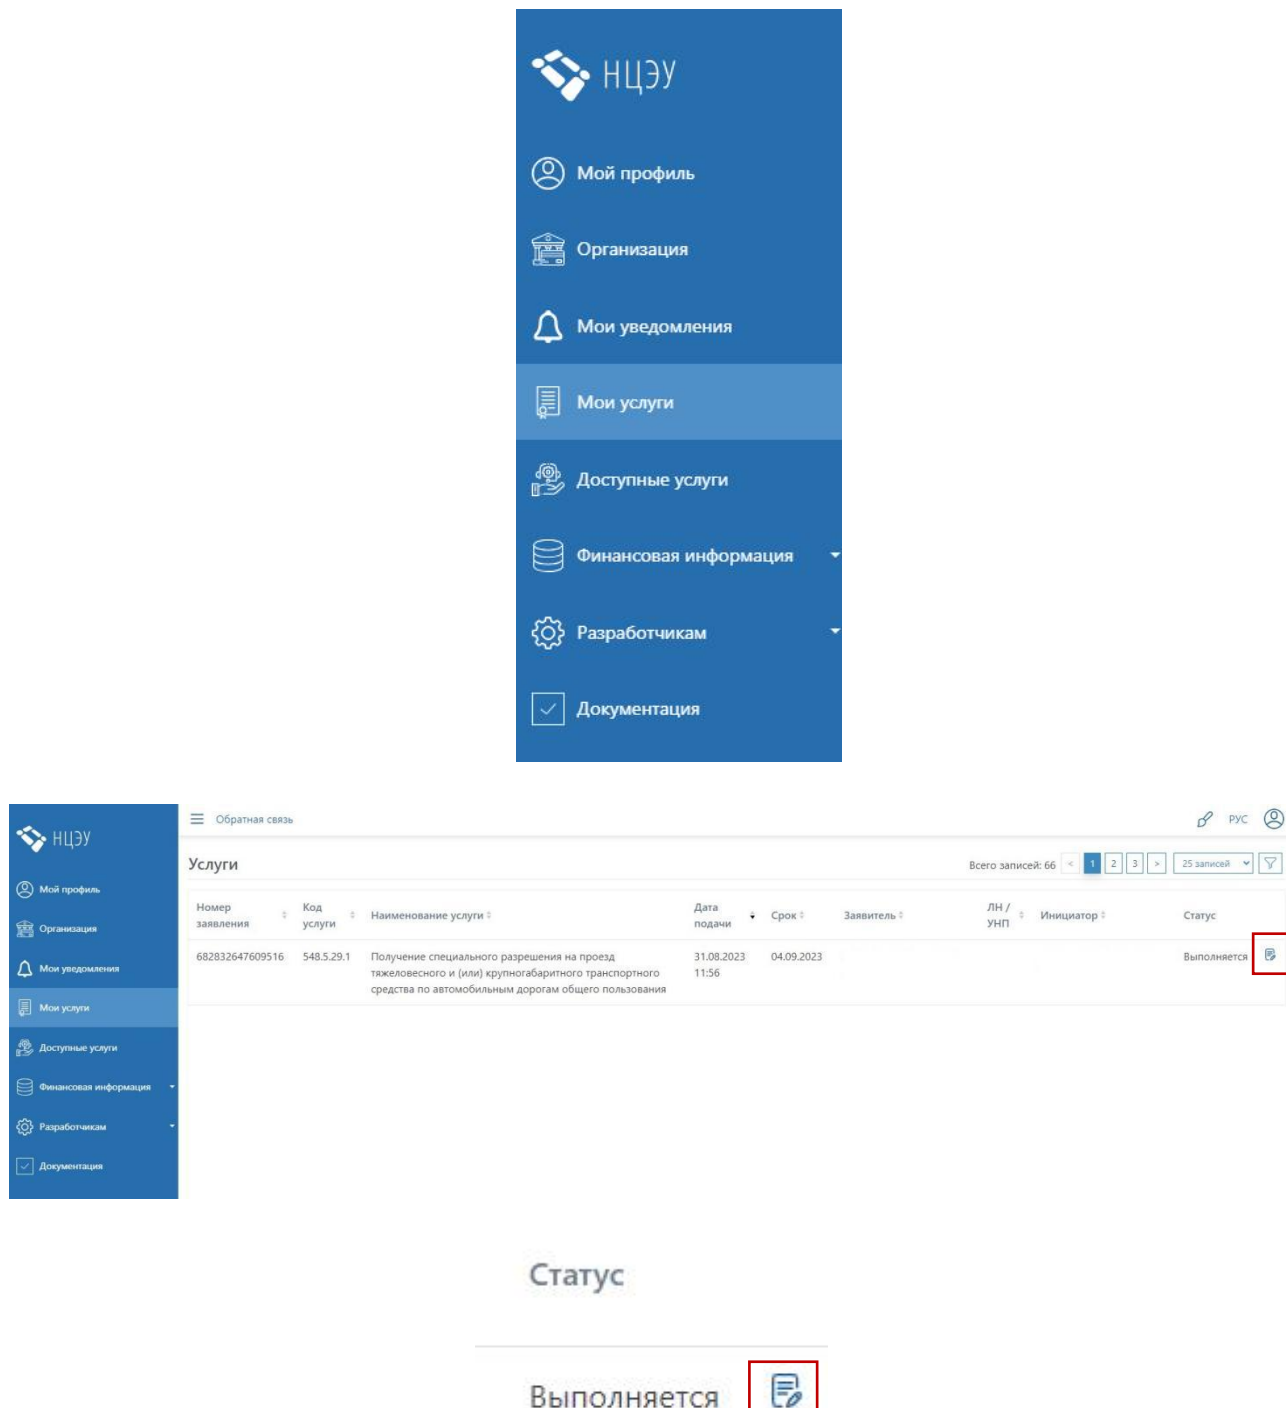 НЦЭУ
Мой профиль
Организация
Мои уведомления
Мои услуги
Доступные услуги
Финансовая информация
Разработчикам
Документация
НЦЭУ
Мой профиль
Организация
Мои уведомления
Мои услуги
Доступные услуги
Финансовая информация
Разработчикам
Документация
Обратная связь
РУС
Услуги
Всего записей: 66 < 1 2 3 > 25 записей
Номер заявления
Код услуги
Наименование услуги
Дата подачи
Срок
Заявитель
ЛН / УНП
Инициатор
Статус
682832647609516
548.5.29.1
Получение специального разрешения на проезд
тяжеловесного и (или) крупногабаритного транспортного
средства по автомобильным дорогам общего пользования
31.08.2023
11:56
04.09.2023
Выполняется
Статус
Выполняется